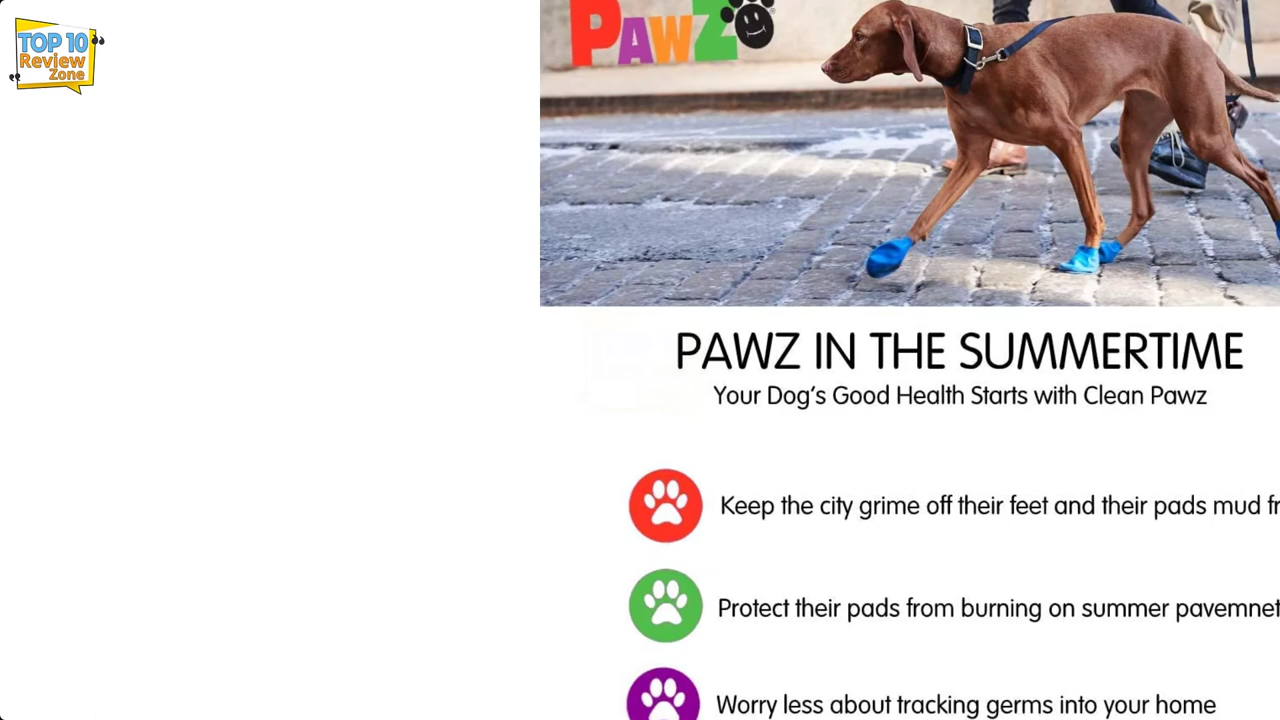 TOP 10
Review
Zone
PAWZ
PAWZ IN THE SUMMERTIME
Your Dog's Good Health Starts with Clean Pawz
Keep the city grime off their feet and their pads mud fr
Protect their pads from burning on summer pavemnet
Worry less about tracking germs into your home